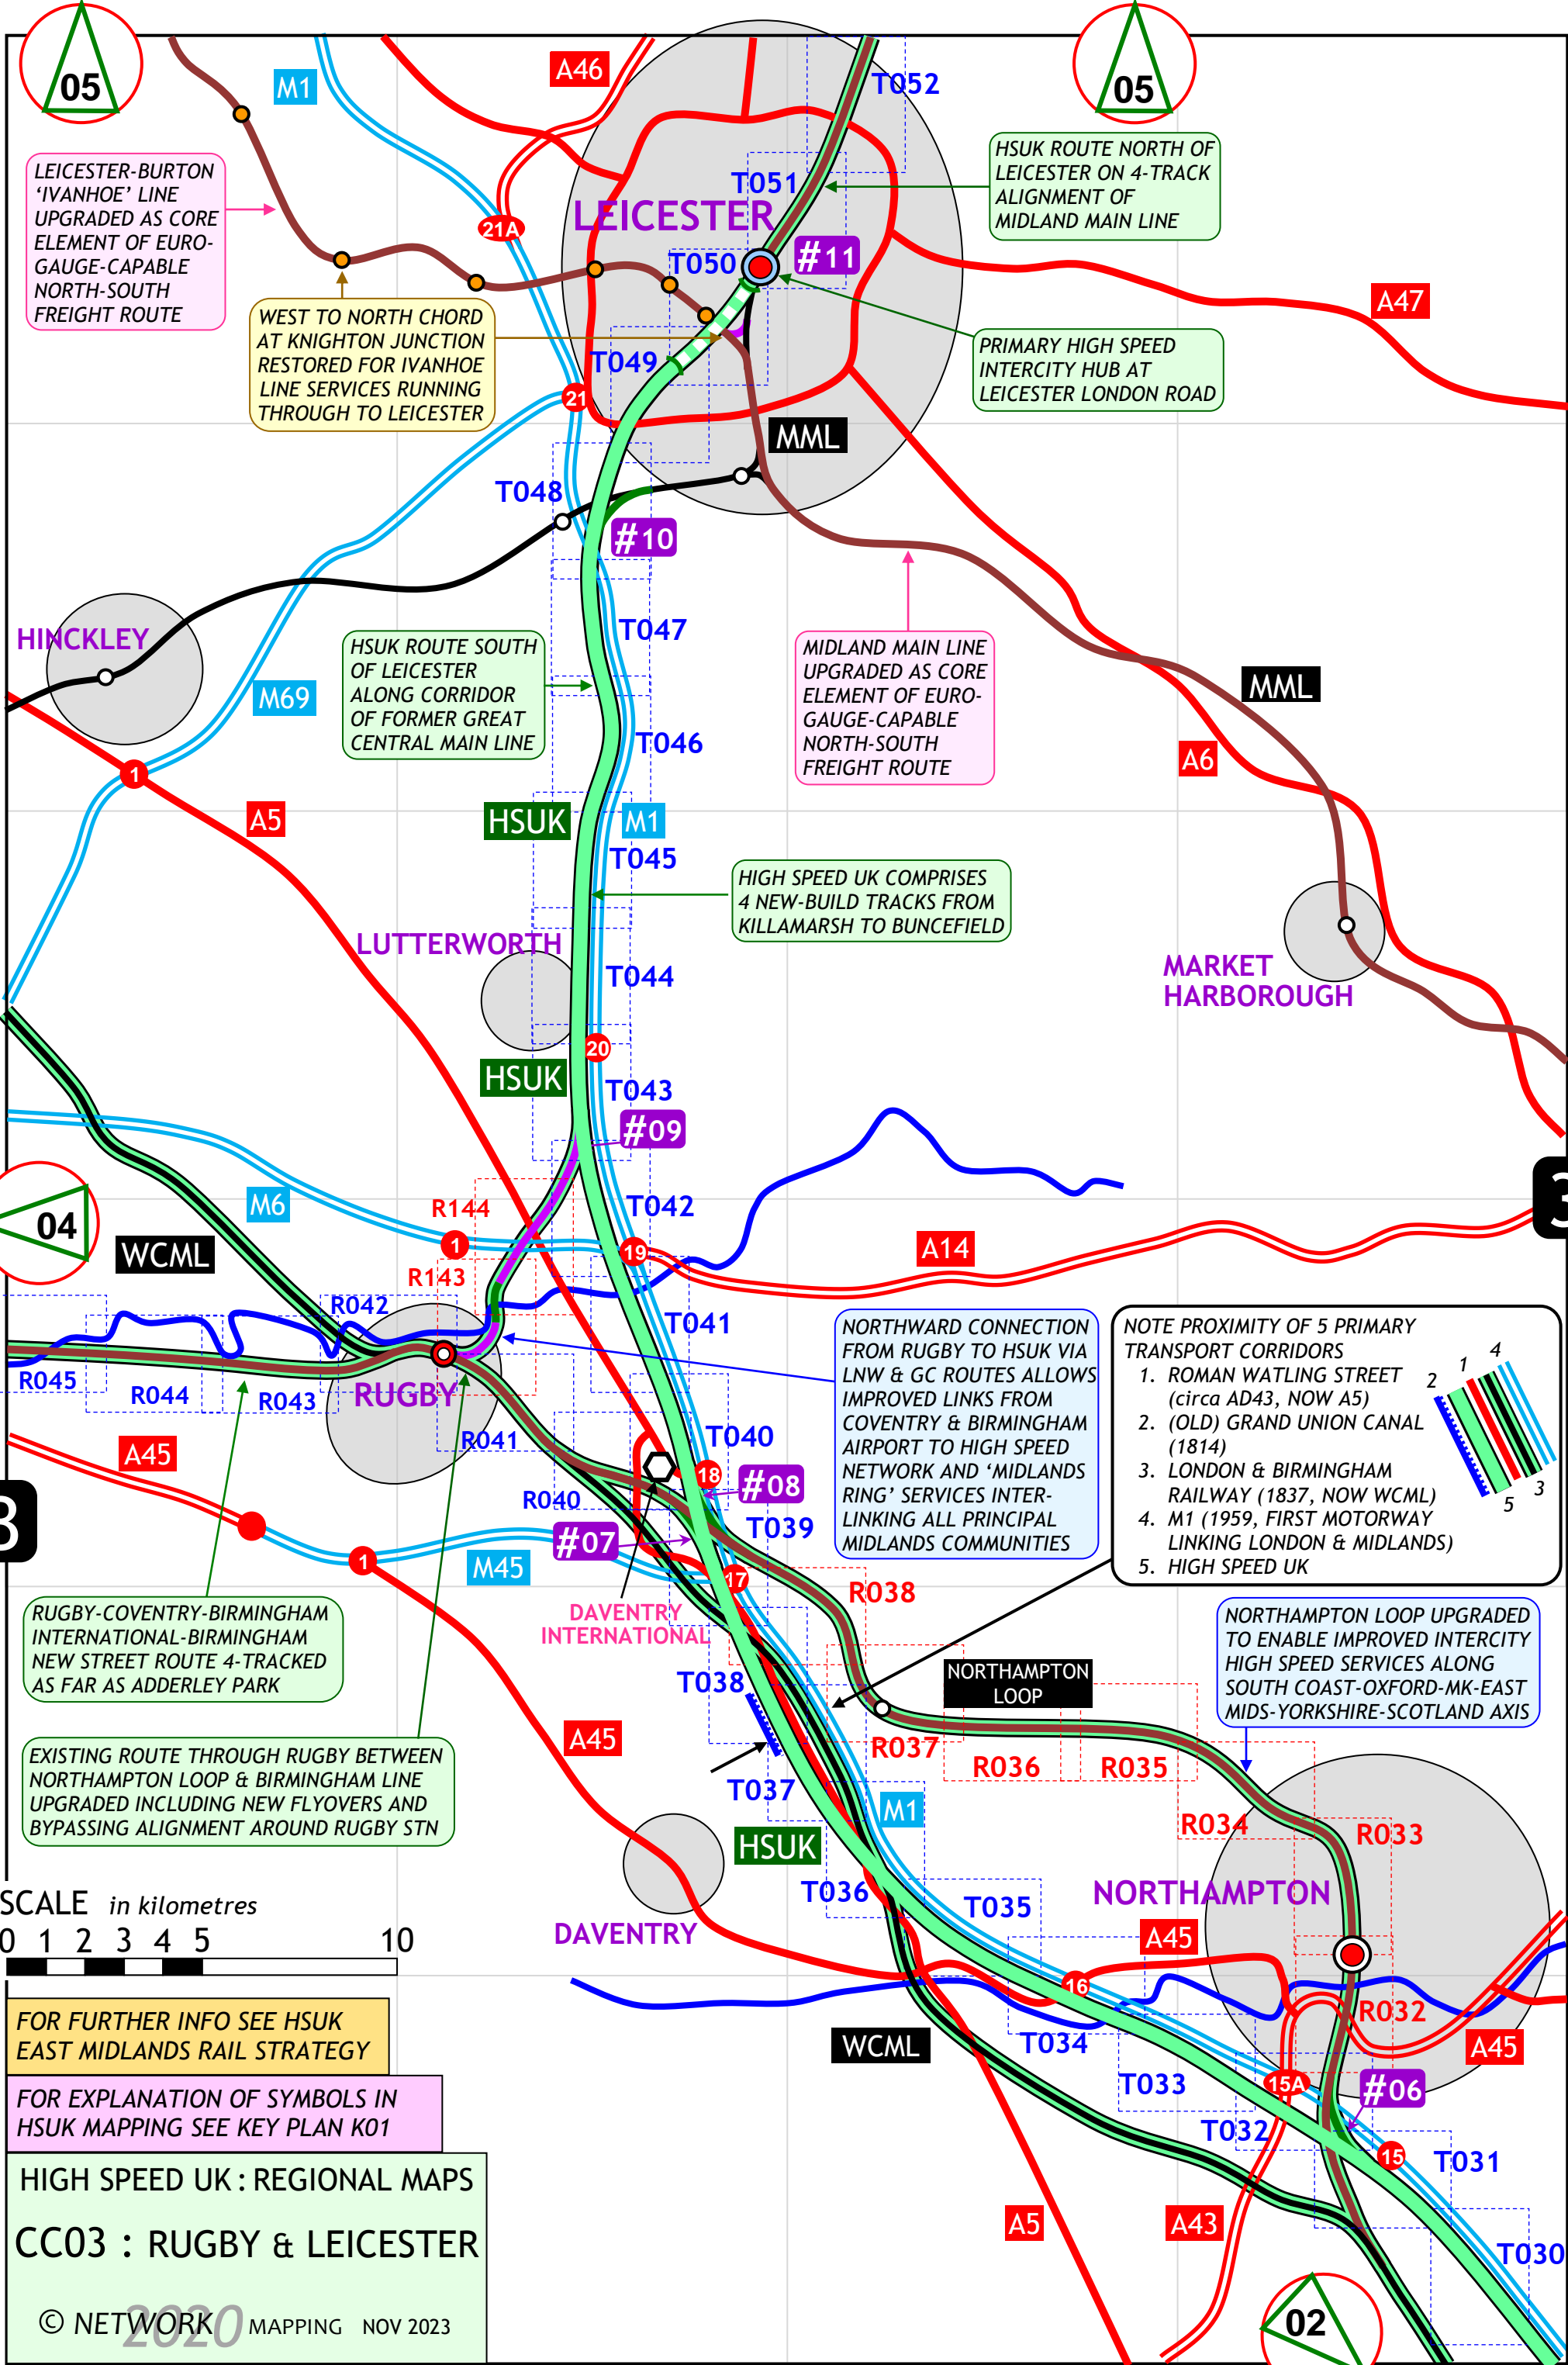 05
M1
A46
T052
05
LEICESTER-BURTON
‘IVANHOE’ LINE
UPGRADED AS CORE
ELEMENT OF EURO-
GAUGE-CAPABLE
NORTH-SOUTH
FREIGHT ROUTE
HSUK ROUTE NORTH OF
LEICESTER ON 4-TRACK
ALIGNMENT OF
MIDLAND MAIN LINE
T051
LEICESTER
21A
T050
#11
A47
WEST TO NORTH CHORD
AT KNIGHTON JUNCTION
RESTORED FOR IVANHOE
LINE SERVICES RUNNING
THROUGH TO LEICESTER
PRIMARY HIGH SPEED
INTERCITY HUB AT
LEICESTER LONDON ROAD
T049
21
MML
T048
#10
HINCKLEY
T047
M69
HSUK ROUTE SOUTH
OF LEICESTER
ALONG CORRIDOR
OF FORMER GREAT
CENTRAL MAIN LINE
MIDLAND MAIN LINE
UPGRADED AS CORE
ELEMENT OF EURO-
GAUGE-CAPABLE
NORTH-SOUTH
FREIGHT ROUTE
MML
T046
A6
1
A5
HSUK
M1
T045
HIGH SPEED UK COMPRISES
4 NEW-BUILD TRACKS FROM
KILLAMARSH TO BUNCEFIELD
LUTTERWORTH
T044
MARKET
HARBOROUGH
20
HSUK
T043
#09
R144
M6
T042
3
04
WCML
1
19
A14
R143
R042
T041
R045
R044
R043
RUGBY
R041
NORTHWARD CONNECTION
FROM RUGBY TO HSUK VIA
LNW & GC ROUTES ALLOWS
IMPROVED LINKS FROM
COVENTRY & BIRMINGHAM
AIRPORT TO HIGH SPEED
NETWORK AND ‘MIDLANDS
RING’ SERVICES INTER-
LINKING ALL PRINCIPAL
MIDLANDS COMMUNITIES
NOTE PROXIMITY OF 5 PRIMARY
TRANSPORT CORRIDORS
1. ROMAN WATLING STREET
(circa AD43, NOW A5)
2. (OLD) GRAND UNION CANAL
(1814)
3. LONDON & BIRMINGHAM
RAILWAY (1837, NOW WCML)
4. M1 (1959, FIRST MOTORWAY
LINKING LONDON & MIDLANDS)
5. HIGH SPEED UK
2
1
4
5
3
A45
T040
18
#08
R040
3
#07
T039
1
M45
17
R038
DAVENTRY
INTERNATIONAL
RUGBY-COVENTRY-BIRMINGHAM
INTERNATIONAL-BIRMINGHAM
NEW STREET ROUTE 4-TRACKED
AS FAR AS ADDERLEY PARK
NORTHAMPTON LOOP UPGRADED
TO ENABLE IMPROVED INTERCITY
HIGH SPEED SERVICES ALONG
SOUTH COAST-OXFORD-MK-EAST
MIDS-YORKSHIRE-SCOTLAND AXIS
T038
NORTHAMPTON
LOOP
A45
R037
R036
R035
EXISTING ROUTE THROUGH RUGBY BETWEEN
NORTHAMPTON LOOP & BIRMINGHAM LINE
UPGRADED INCLUDING NEW FLYOVERS AND
BYPASSING ALIGNMENT AROUND RUGBY STN
T037
M1
R034
R033
HSUK
T036
T035
NORTHAMPTON
DAVENTRY
A45
SCALE in kilometres
0 1 2 3 4 5 10
16
R032
A45
FOR FURTHER INFO SEE HSUK
EAST MIDLANDS RAIL STRATEGY
WCML
T034
T033
15A
#06
FOR EXPLANATION OF SYMBOLS IN
HSUK MAPPING SEE KEY PLAN K01
T032
15
T031
HIGH SPEED UK : REGIONAL MAPS
CC03 : RUGBY & LEICESTER
A5
A43
T030
© NETWORK 2020 MAPPING NOV 2023
02